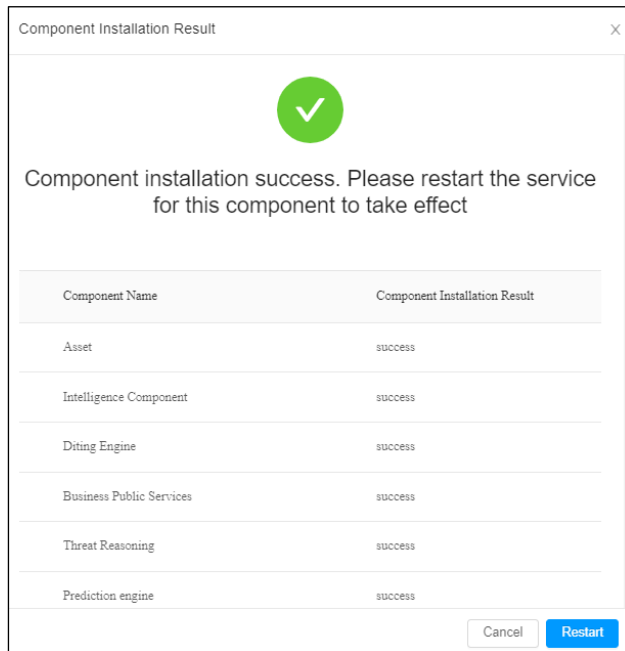 Component Installation Result
Component installation success. Please restart the service
for this component to take effect
Component Name Component Installation Result
Asset success
Intelligence Component success
Diting Engine success
Business Public Services success
Threat Reasoning success
Prediction engine success
Cancel Restart